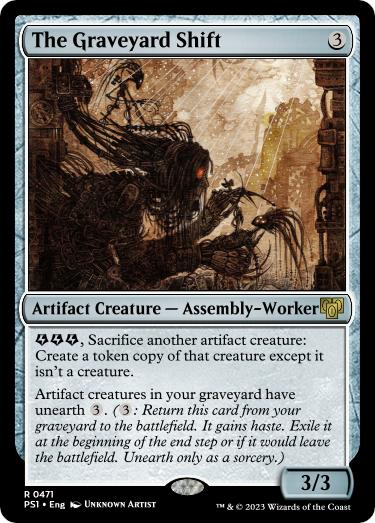 The Graveyard Shift 3
Artifact Creature — Assembly-Worker
, Sacrifice another artifact creature:
Create a token copy of that creature except it
isn't a creature.
Artifact creatures in your graveyard have
unearth 3. (3: Return this card from your
graveyard to the battlefield. It gains haste. Exile it
at the beginning of the end step or if it would leave
the battlefield. Unearth only as a sorcery.)
3/3
R 0471
PS1 • Eng Unknown Artist
™ & © 2023 Wizards of the Coast